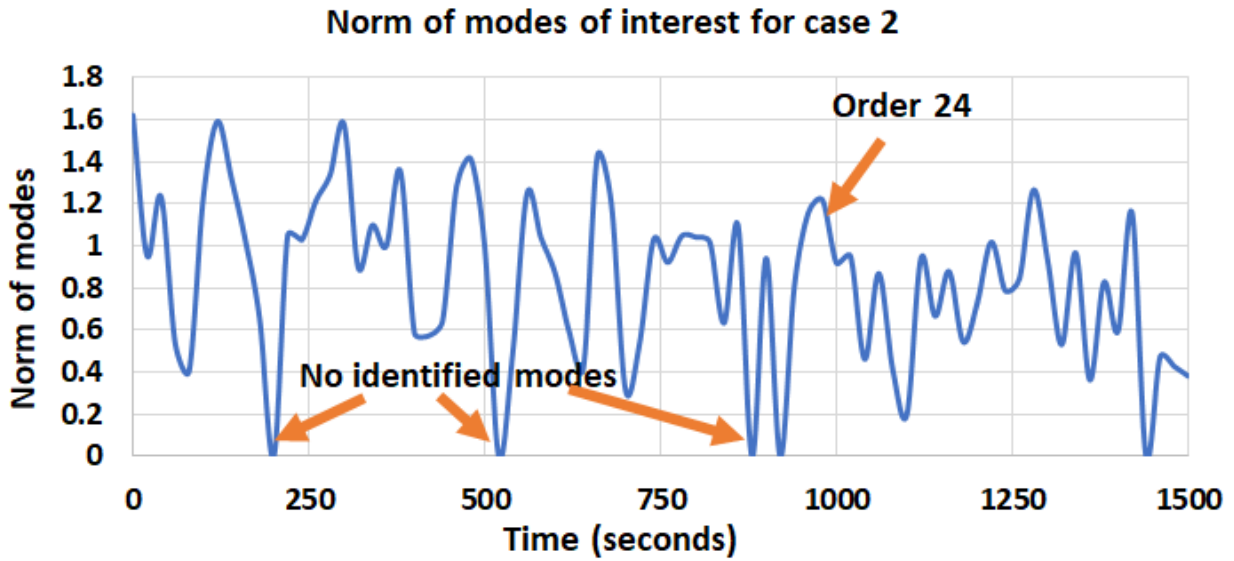 Norm of modes of interest for case 2
Norm of modes
1.8
1.6
1.4
1.2
1
0.8
0.6
0.4
0.2
0
Order 24
No identified modes
0 250 500 750 1000 1250 1500
Time (seconds)